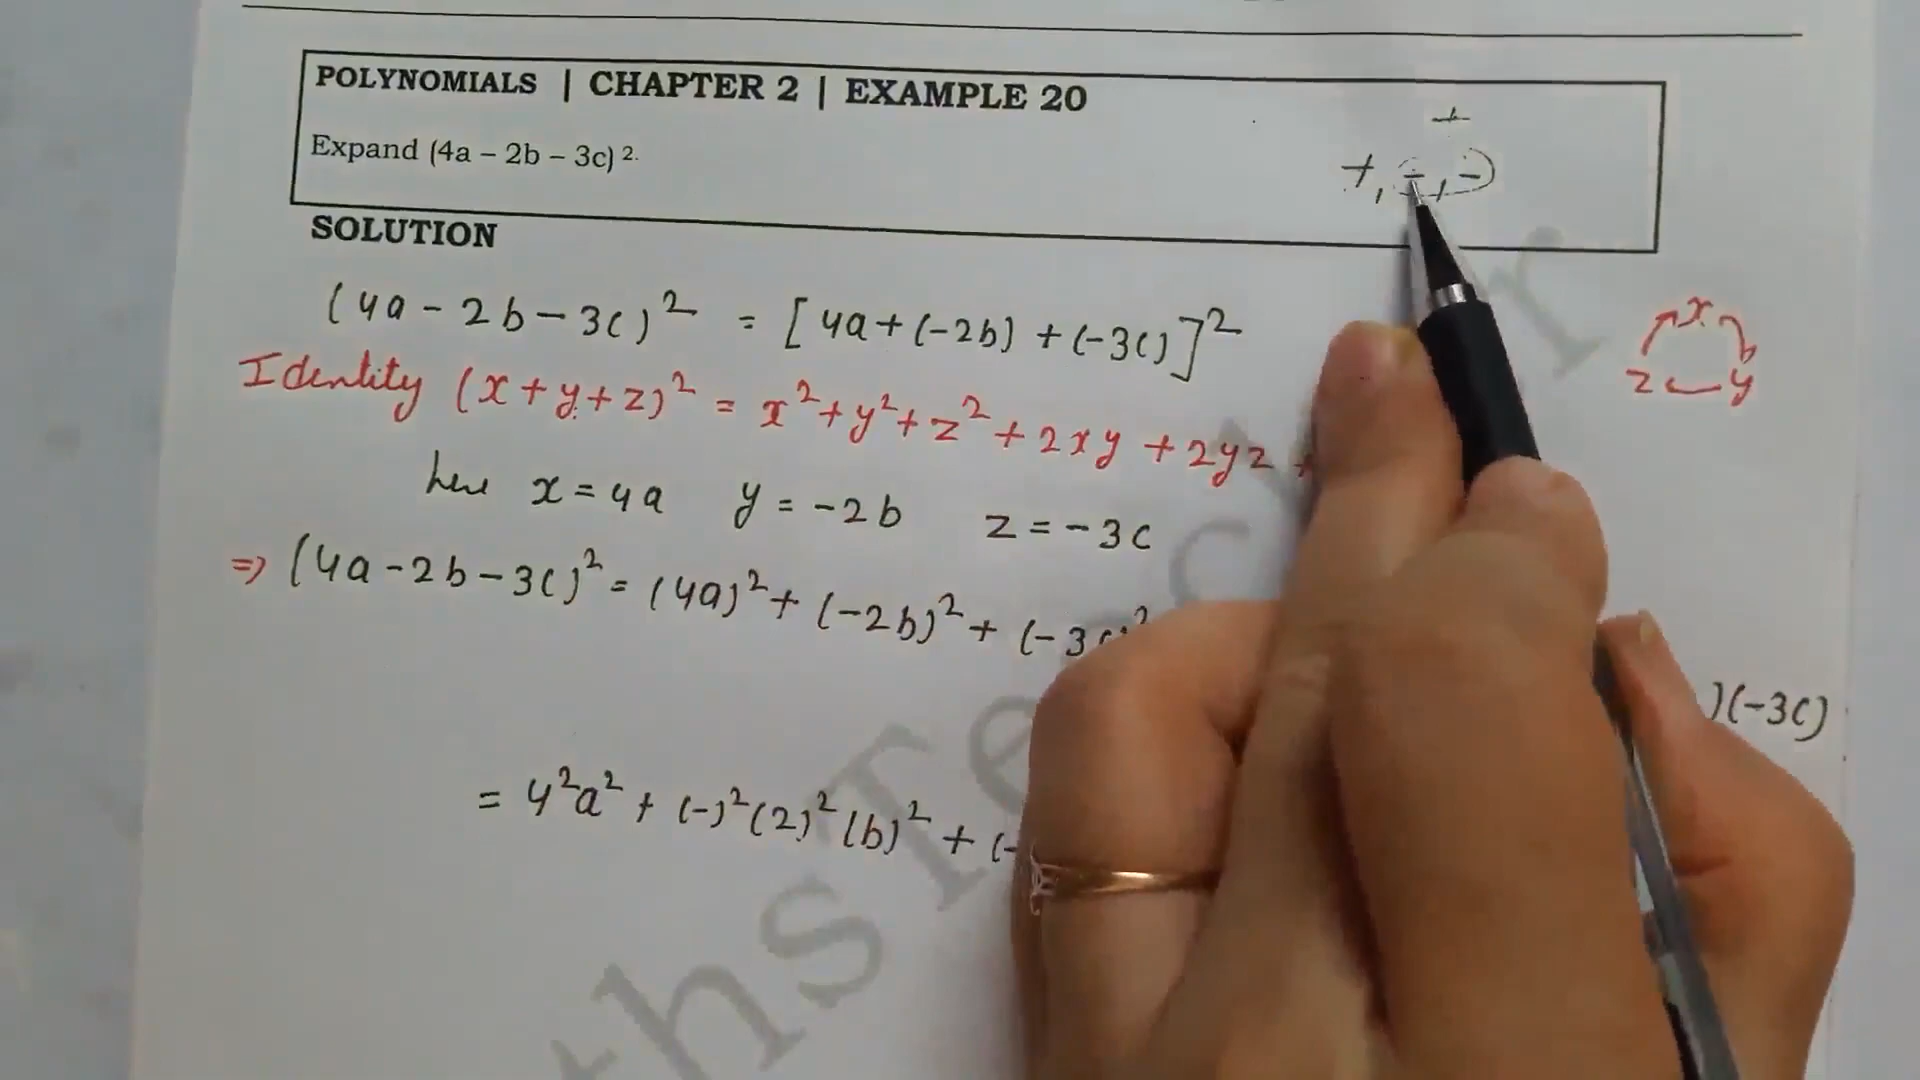 POLYNOMIALS | CHAPTER 2 | EXAMPLE 20
Expand (4a – 2b – 3c) 2.
+
+, -, -
SOLUTION
(4a - 2b - 3c)² = [4a + (-2b) + (-3c)]²
x
z y
Identity (x + y + z)² = x² + y² + z² + 2xy + 2yz +
here x = 4a y = -2b z = -3c
⇒ (4a - 2b - 3c)² = (4a)² + (-2b)² + (-3c)²
)(-3c)
= 4²a² + (-)²(2)²(b)² + (-